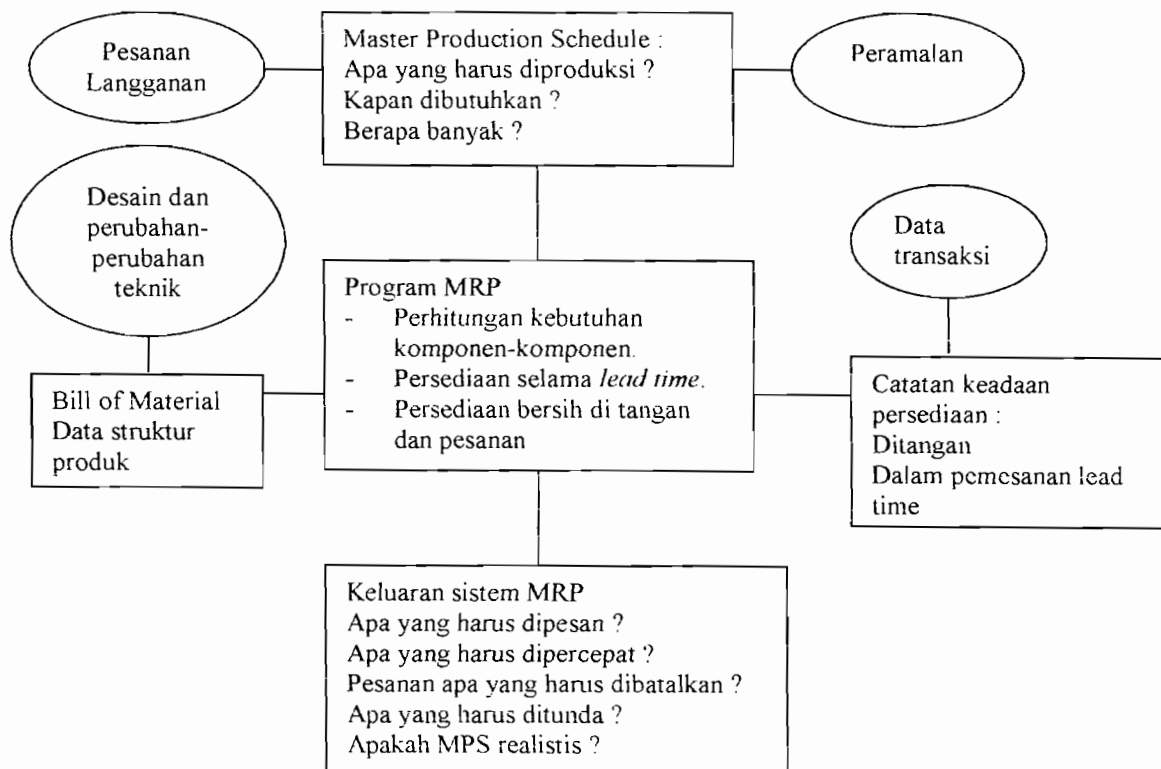 Pesanan
Langganan
Master Production Schedule :
Apa yang harus diproduksi ?
Kapan dibutuhkan ?
Berapa banyak ?
Peramalan
Desain dan
perubahan-
perubahan
teknik
Data
transaksi
Program MRP
- Perhitungan kebutuhan
komponen-komponen.
- Persediaan selama lead time.
- Persediaan bersih di tangan
dan pesanan
Bill of Material
Data struktur
produk
Catatan keadaan
persediaan :
Ditangan
Dalam pemesanan lead
time
Keluaran sistem MRP
Apa yang harus dipesan ?
Apa yang harus dipercepat ?
Pesanan apa yang harus dibatalkan ?
Apa yang harus ditunda ?
Apakah MPS realistis ?